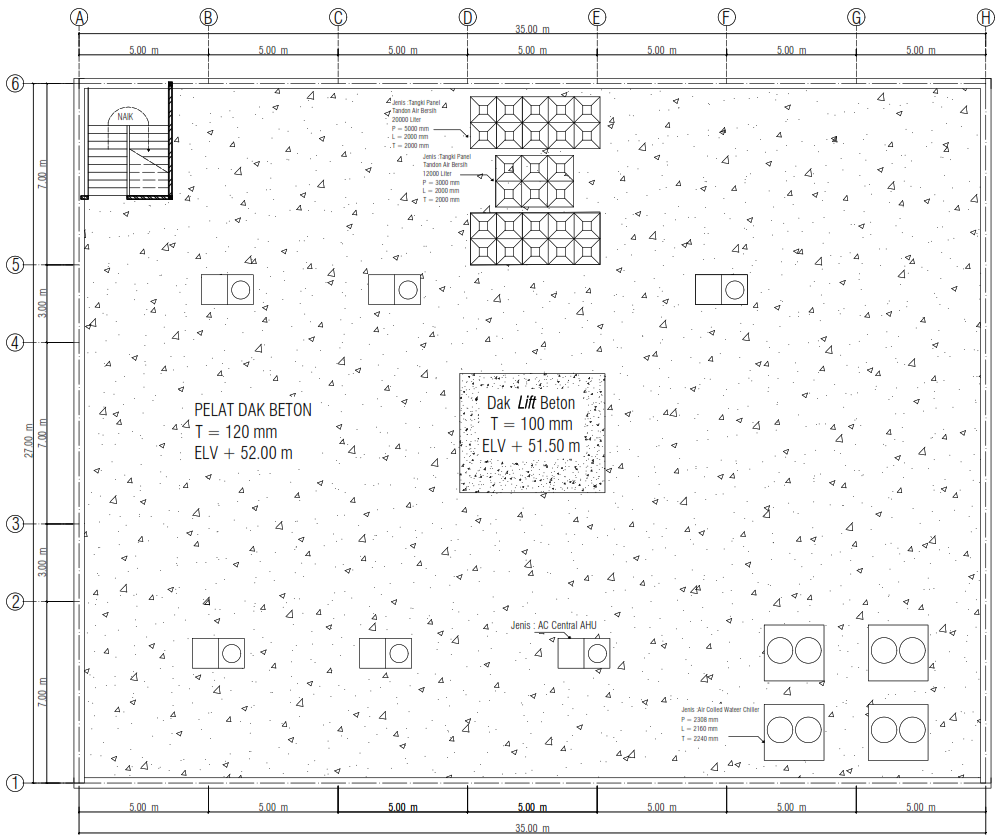 A B C D E F G H
35.00 m
5.00 m 5.00 m 5.00 m 5.00 m 5.00 m 5.00 m 5.00 m
6
5
4
3
2
1
7.00 m
3.00 m
7.00 m
27.00 m
3.00 m
7.00 m
NAIK
Jenis :Tangki Panel
Tandon Air Bersih
20000 Liter
P = 5000 mm
L = 2000 mm
T = 2000 mm
Jenis :Tangki Panel
Tandon Air Bersih
12000 Liter
P = 3000 mm
L = 2000 mm
T = 2000 mm
PELAT DAK BETON
T = 120 mm
ELV + 52.00 m
Dak Lift Beton
T = 100 mm
ELV + 51.50 m
Jenis : AC Central AHU
Jenis :Air Colled Wateer Chiller
P = 2308 mm
L = 2160 mm
T = 2240 mm
5.00 m 5.00 m 5.00 m 5.00 m 5.00 m 5.00 m 5.00 m
35.00 m